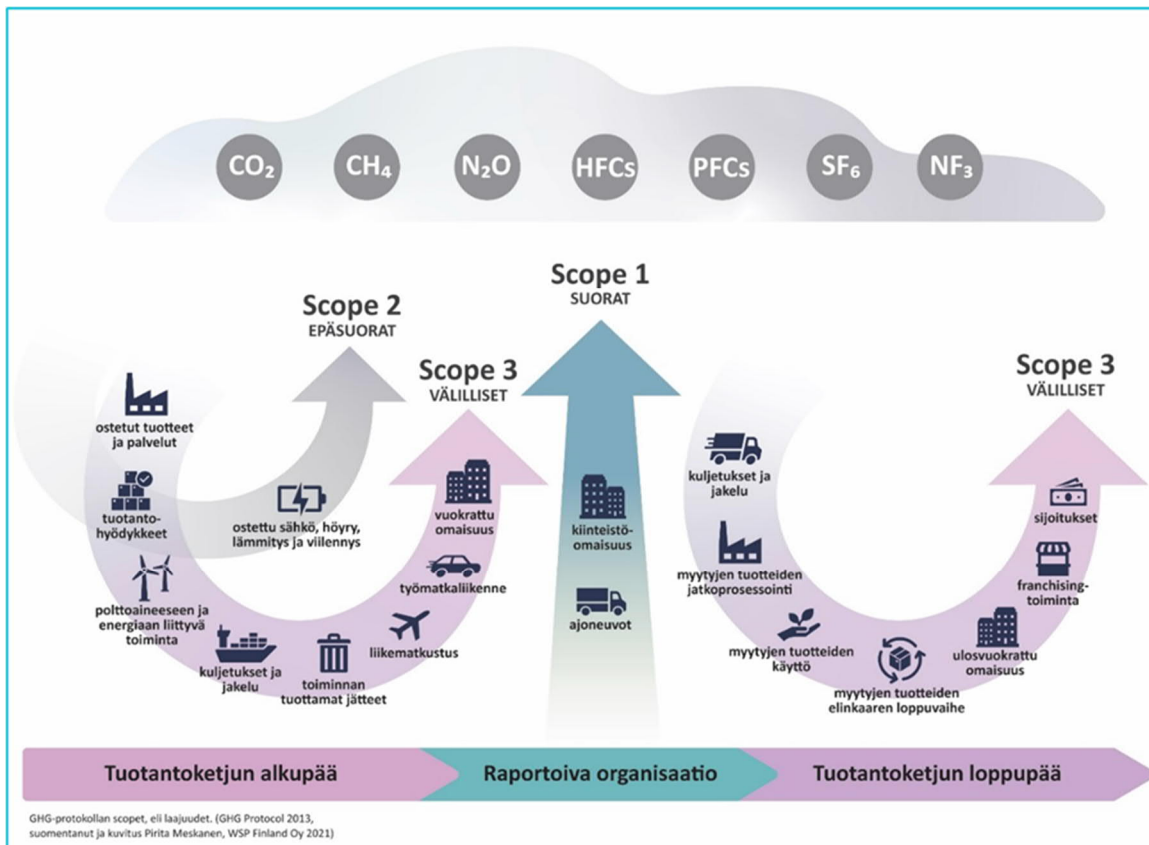 CO₂
CH₄
N₂O
HFCs
PFCs
SF₆
NF₃
Scope 1
SUORAT
Scope 2
EPÄSUORAT
Scope 3
VÄLILLISET
Scope 3
VÄLILLISET
ostetut tuotteet
ja palvelut
tuotanto-
hyödykkeet
polttoaineeseen ja
energiaan liittyvä
toiminta
kuljetukset ja
jakelu
toiminnan
tuottamat jätteet
liikematkustus
työmatkaliikenne
vuokrattu
omaisuus
ostettu sähkö, höyry,
lämmitys ja viilennys
kiinteistö-
omaisuus
ajoneuvot
kuljetukset ja
jakelu
myytyjen tuotteiden
jatkoprosessointi
myytyjen tuotteiden
käyttö
myytyjen tuotteiden
elinkaaren loppuvaihe
ulosvuokrattu
omaisuus
franchising-
toiminta
sijoitukset
Tuotantoketjun alkupää
Raportoiva organisaatio
Tuotantoketjun loppupää
GHG-protokollan scopet, eli laajuudet. (GHG Protocol 2013,
suomentanut ja kuvitus Pirita Meskanen, WSP Finland Oy 2021)